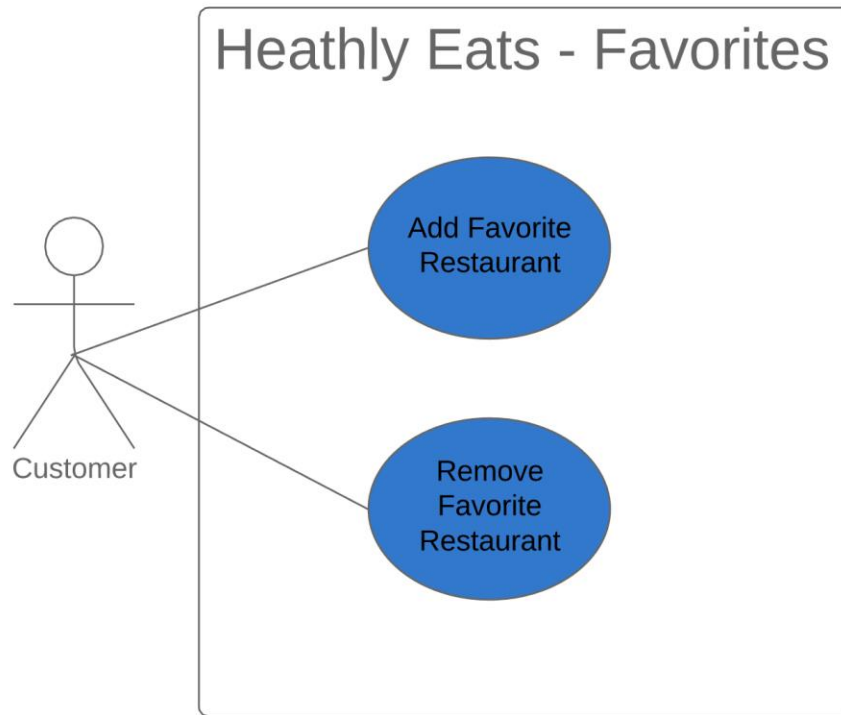 Heathly Eats - Favorites
Add Favorite
Restaurant
Customer
Remove
Favorite
Restaurant